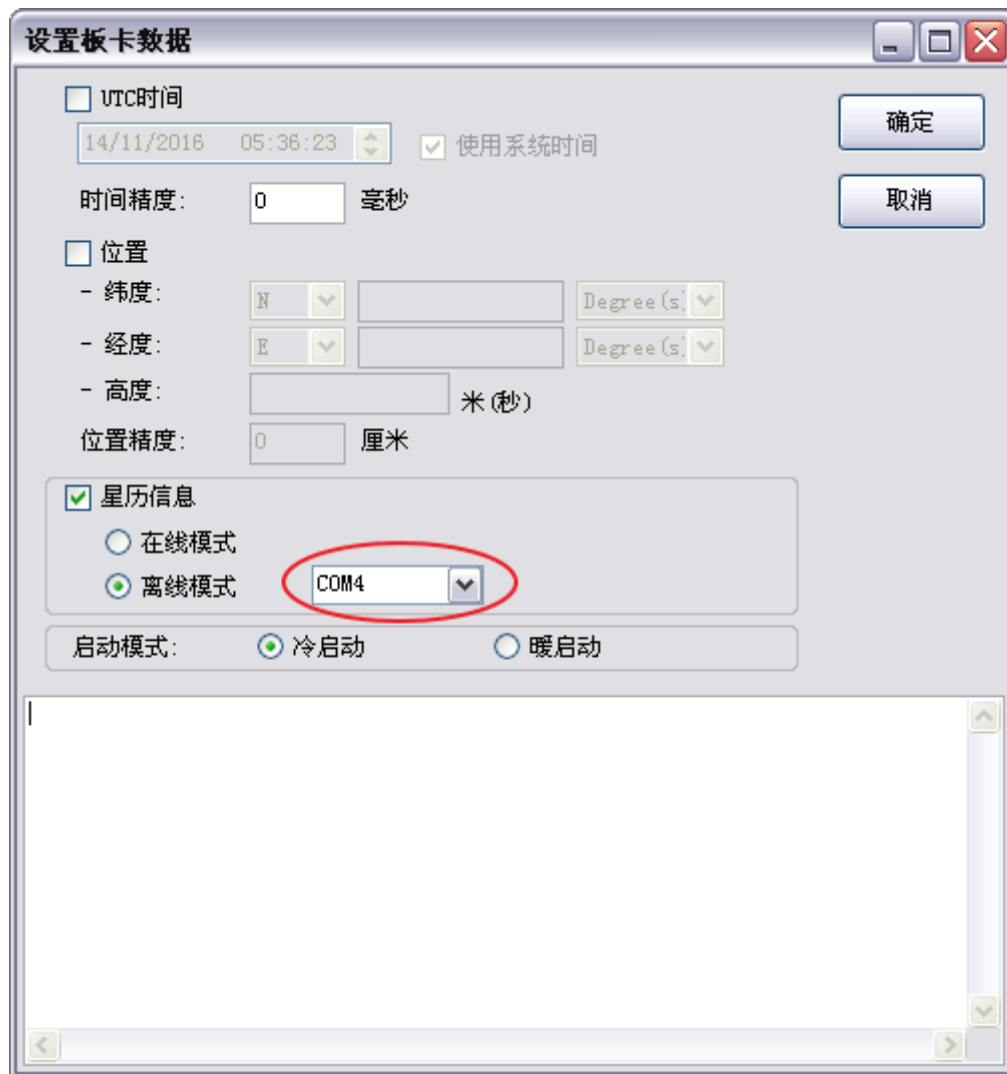 设置板卡数据
UTC时间
确定
14/11/2016 05:36:23 使用系统时间
时间精度: 0 毫秒
取消
位置
- 纬度: N Degree(s)
- 经度: E Degree(s)
- 高度: 米(秒)
位置精度: 0 厘米
星历信息
在线模式
离线模式 COM4
启动模式: 冷启动 暖启动